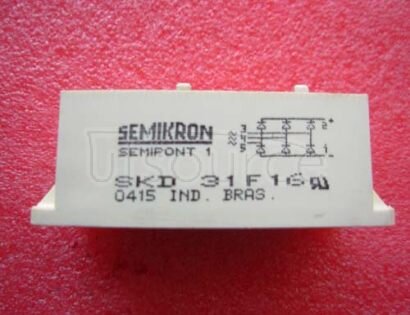 SEMIKRON
SEMIPONT 1
SKD 31F16
0415 IND. BRAS.